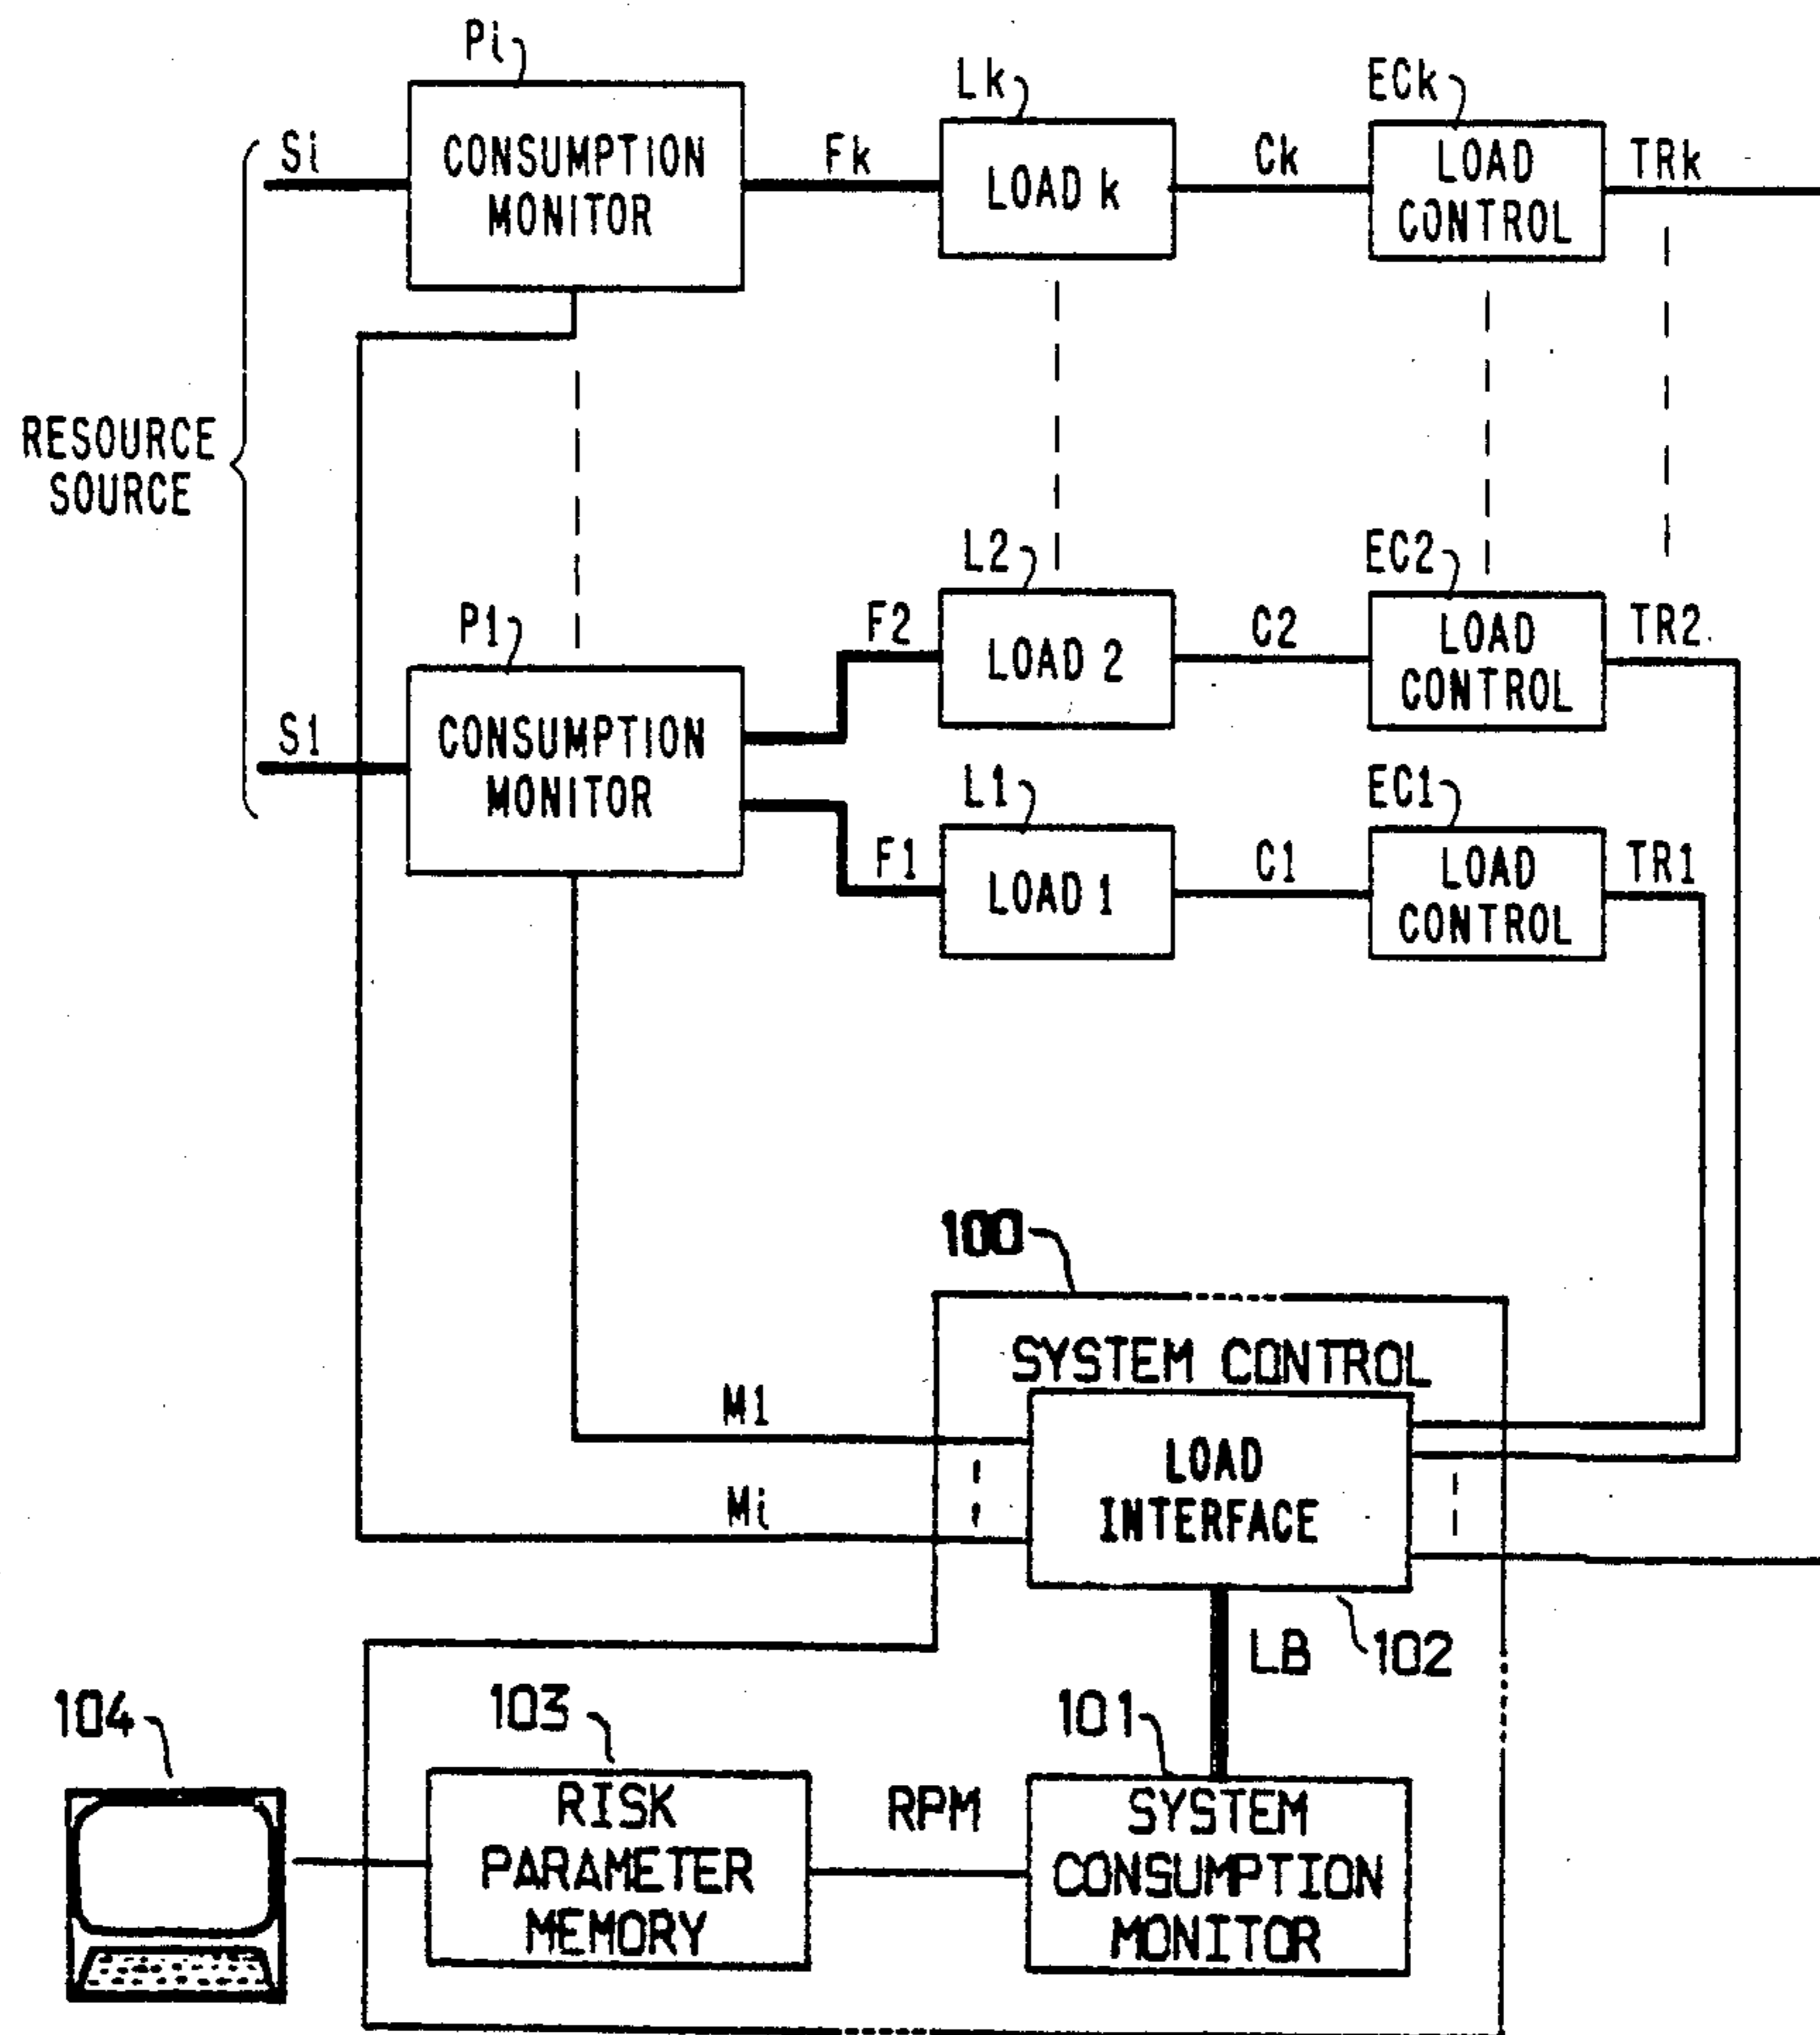 Pi
Lk
ECk
Si
CONSUMPTION
MONITOR
Fk
LOAD k
Ck
LOAD
CONTROL
TRk
RESOURCE
SOURCE
L2
EC2
P1
F2
LOAD 2
C2
LOAD
CONTROL
TR2
S1
CONSUMPTION
MONITOR
L1
EC1
F1
LOAD 1
C1
LOAD
CONTROL
TR1
100
SYSTEM CONTROL
M1
LOAD
INTERFACE
Mi
LB
102
104
103
101
RISK
PARAMETER
MEMORY
RPM
SYSTEM
CONSUMPTION
MONITOR